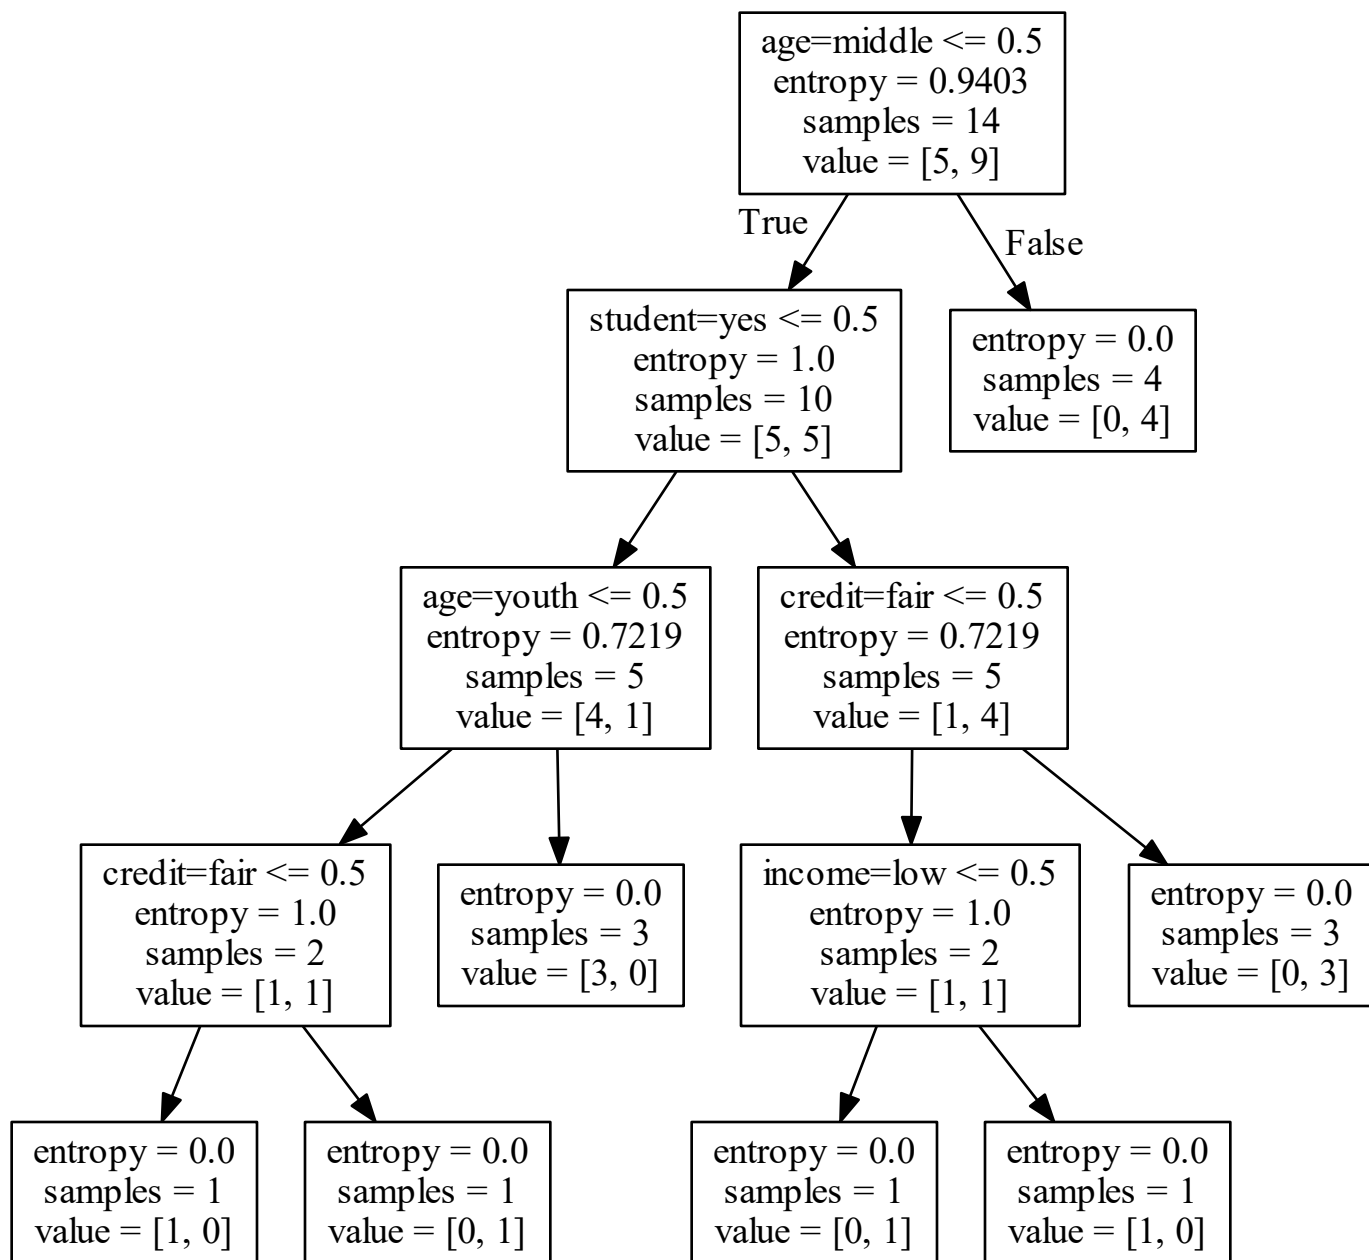 age=middle <= 0.5
entropy = 0.9403
samples = 14
value = [5, 9]
True
False
student=yes <= 0.5
entropy = 1.0
samples = 10
value = [5, 5]
entropy = 0.0
samples = 4
value = [0, 4]
age=youth <= 0.5
entropy = 0.7219
samples = 5
value = [4, 1]
credit=fair <= 0.5
entropy = 0.7219
samples = 5
value = [1, 4]
credit=fair <= 0.5
entropy = 1.0
samples = 2
value = [1, 1]
entropy = 0.0
samples = 3
value = [3, 0]
income=low <= 0.5
entropy = 1.0
samples = 2
value = [1, 1]
entropy = 0.0
samples = 3
value = [0, 3]
entropy = 0.0
samples = 1
value = [1, 0]
entropy = 0.0
samples = 1
value = [0, 1]
entropy = 0.0
samples = 1
value = [0, 1]
entropy = 0.0
samples = 1
value = [1, 0]